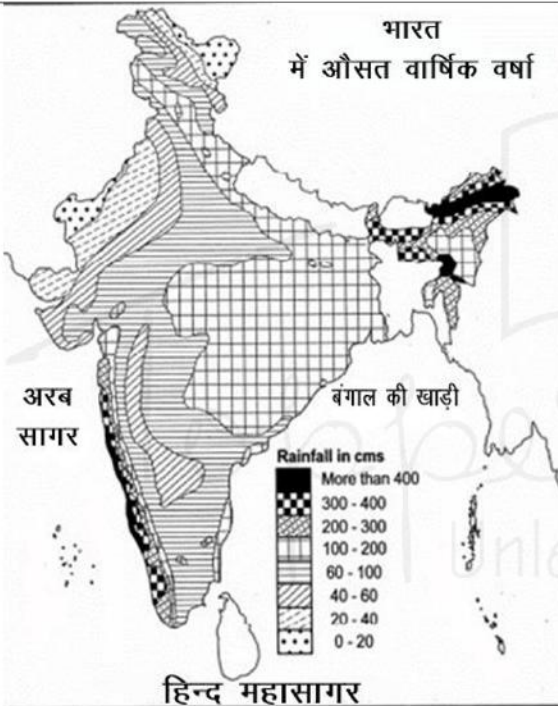 भारत
में औसत वार्षिक वर्षा
अरब
सागर
बंगाल की खाड़ी
Rainfall in cms
More than 400
300 - 400
200 - 300
100 - 200
60 - 100
40 - 60
20 - 40
0 - 20
हिन्द महासागर